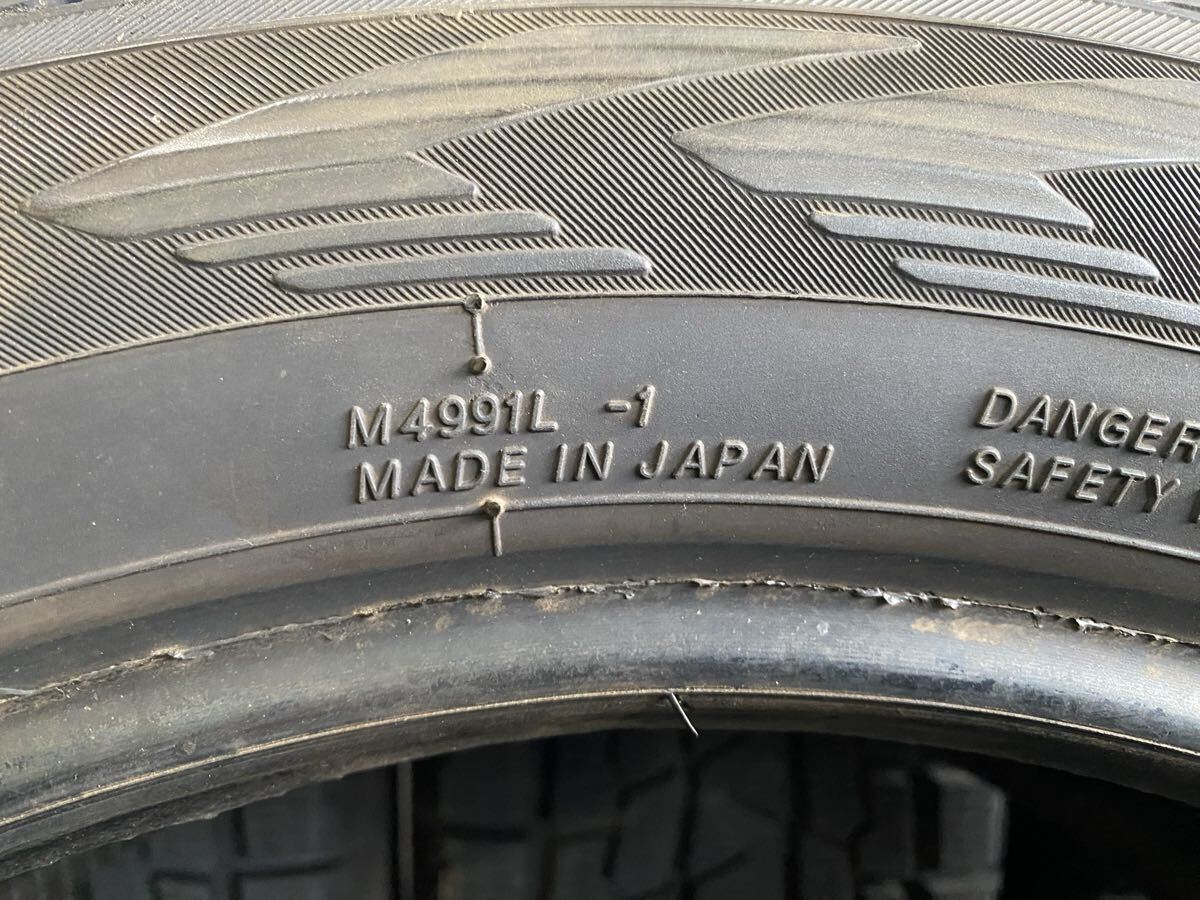 M4991L -1
MADE IN JAPAN
DANGER
SAFETY